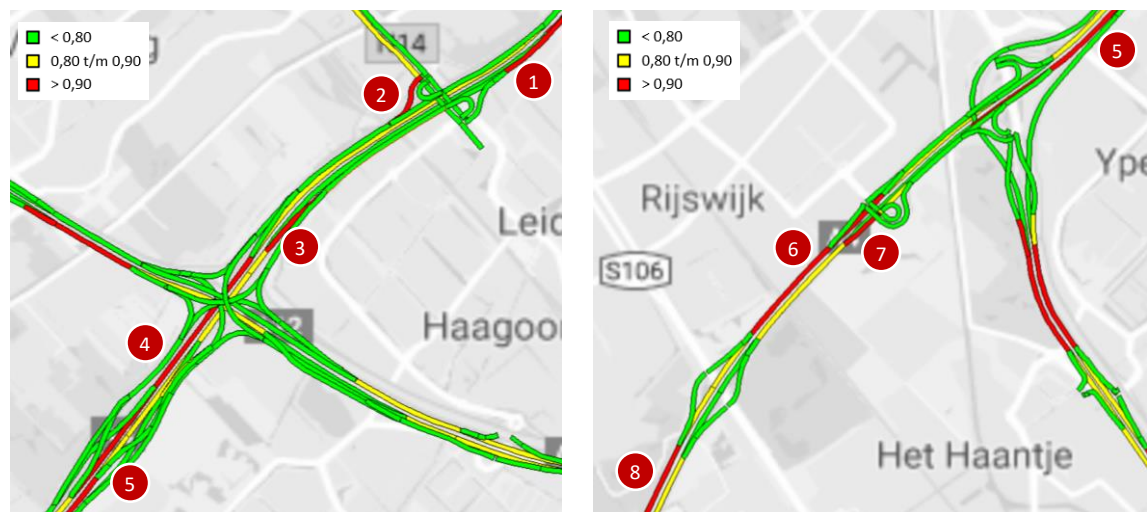 < 0,80
0,80 t/m 0,90
> 0,90
N14
1
2
Leid
3
Haagoor
4
5
< 0,80
0,80 t/m 0,90
> 0,90
5
Ype
Rijswijk
6
7
S106
Het Haantje
8